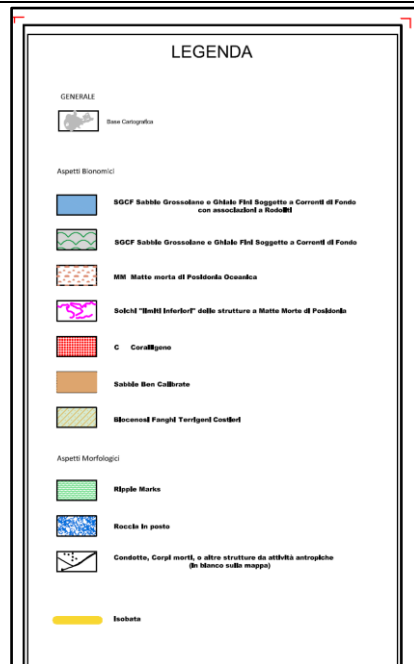 LEGENDA
GENERALE
Base Cartografica
Aspetti Bionomici
SGCF Sabbie Grossolane e Ghiaie Fini Soggette a Correnti di Fondo
con associazioni a Rodoliti
SGCF Sabbie Grossolane e Ghiaie Fini Soggette a Correnti di Fondo
MM Matte morta di Posidonia Oceanica
Solchi "limiti inferiori" delle strutture a Matte Morte di Posidonia
C Coralligeno
Sabbie Ben Calibrate
Biocenosi Fanghi Terrigeni Costieri
Aspetti Morfologici
Ripple Marks
Roccia in posto
Condotte, Corpi morti, o altre strutture da attività antropiche
(in bianco sulla mappa)
Isobata